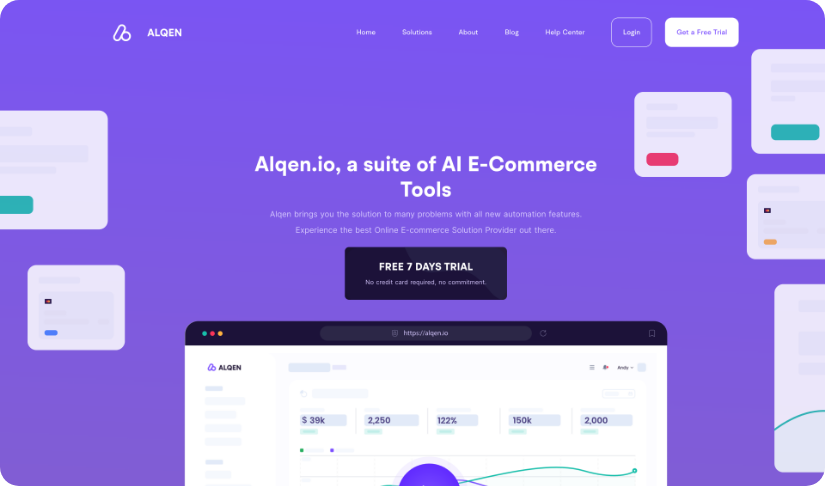 ALQEN
Home
Solutions
About
Blog
Help Center
Login
Get a Free Trial
Alqen.io, a suite of AI E-Commerce
Tools
Alqen brings you the solution to many problems with all new automation features.
Experience the best Online E-commerce Solution Provider out there.
FREE 7 DAYS TRIAL
No credit card required, no commitment.
https://alqen.io
ALQEN
Andy
$ 39k
2,250
122%
150k
2,000